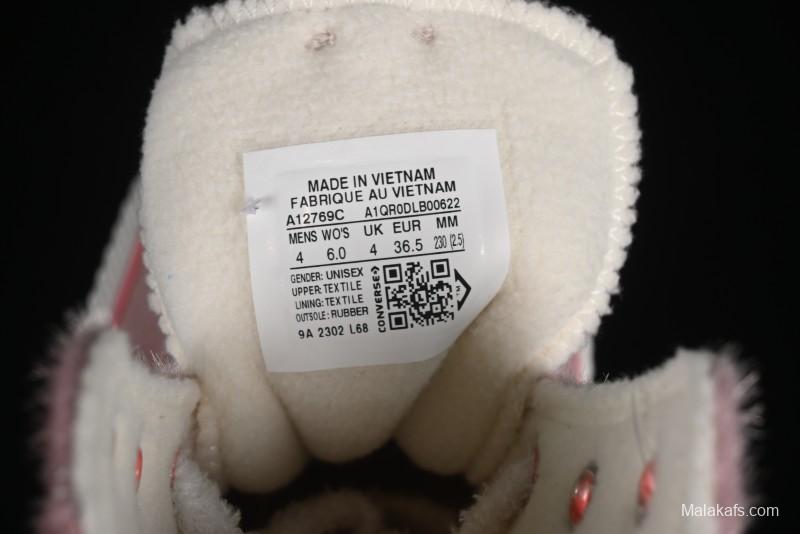 MADE IN VIETNAM
FABRIQUE AU VIETNAM
A12769C A1QR0DLB00622
MENS WO'S UK EUR MM
4 6.0 4 36.5 230 (2.5)
GENDER: UNISEX
UPPER: TEXTILE
LINING: TEXTILE
OUTSOLE: RUBBER
9A 2302 L68
CONVERSE
Malakafs.com